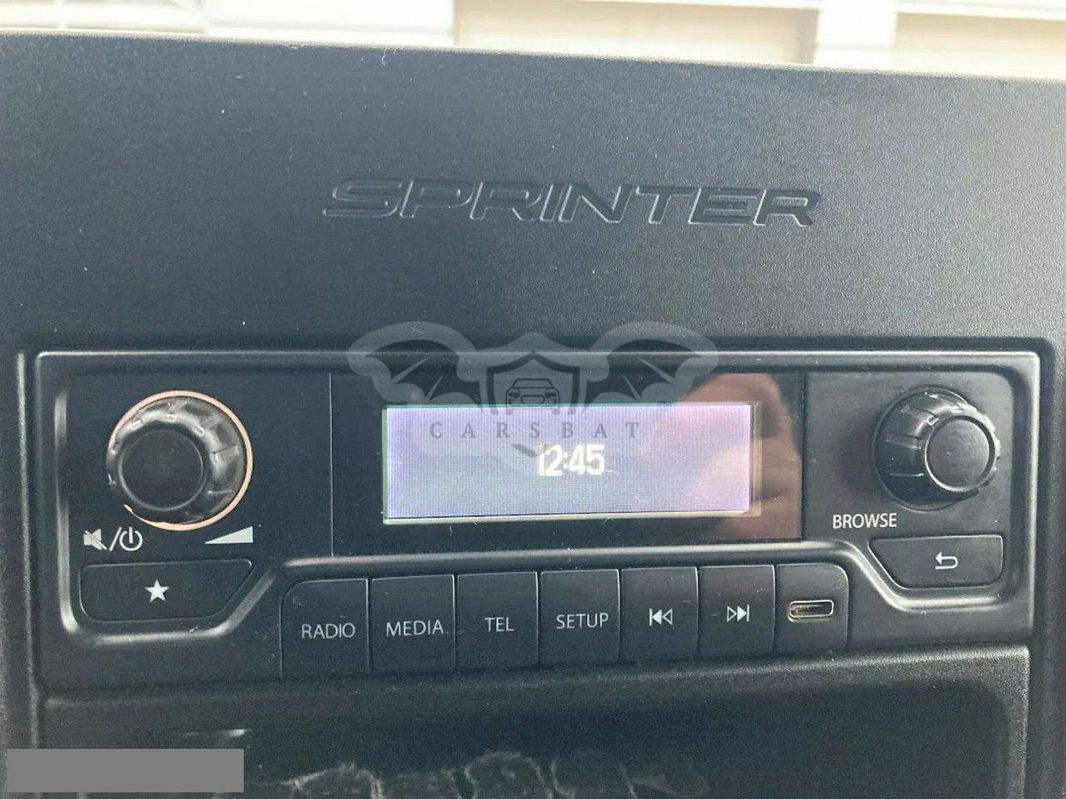 SPRINTER
CARSBAT
12:45
BROWSE
RADIO MEDIA TEL SETUP